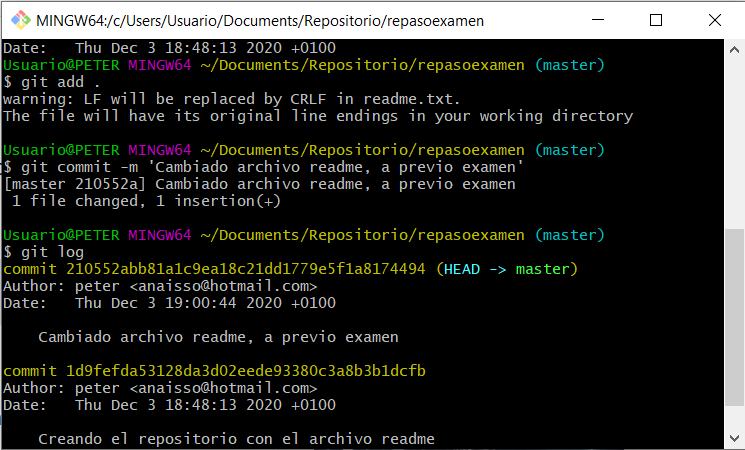 MINGW64:/c/Users/Usuario/Documents/Repositorio/repasoexamen
Date:   Thu Dec 3 18:48:13 2020 +0100
Usuario@PETER MINGW64 ~/Documents/Repositorio/repasoexamen (master)
$ git add .
warning: LF will be replaced by CRLF in readme.txt.
The file will have its original line endings in your working directory
Usuario@PETER MINGW64 ~/Documents/Repositorio/repasoexamen (master)
$ git commit -m 'Cambiado archivo readme, a previo examen'
[master 210552a] Cambiado archivo readme, a previo examen
 1 file changed, 1 insertion(+)
Usuario@PETER MINGW64 ~/Documents/Repositorio/repasoexamen (master)
$ git log
commit 210552abb81a1c9ea18c21dd1779e5f1a8174494 (HEAD -> master)
Author: peter <anaisso@hotmail.com>
Date:   Thu Dec 3 19:00:44 2020 +0100
    Cambiado archivo readme, a previo examen
commit 1d9fefda53128da3d02eede93380c3a8b3b1dcfb
Author: peter <anaisso@hotmail.com>
Date:   Thu Dec 3 18:48:13 2020 +0100
    Creando el repositorio con el archivo readme